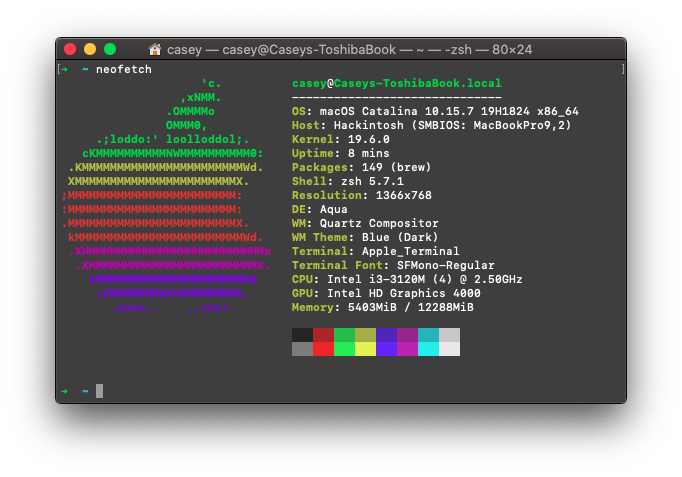 casey — casey@Caseys-ToshibaBook — ~ — -zsh — 80×24
[➜  ~ neofetch ]
'c.          casey@Caseys-ToshibaBook.local
,xNMM.       ------------------------------
.OMMMMo      OS: macOS Catalina 10.15.7 19H1824 x86_64
OMMM0,       Host: Hackintosh (SMBIOS: MacBookPro9,2)
.;loddo:' loolloddol;.    Kernel: 19.6.0
cKMMMMMMMMMMNWMMMMMMMMMM0:    Uptime: 8 mins
.KMMMMMMMMMMMMMMMMMMMMMMMWd.    Packages: 149 (brew)
XMMMMMMMMMMMMMMMMMMMMMMMX.    Shell: zsh 5.7.1
;MMMMMMMMMMMMMMMMMMMMMMMM:    Resolution: 1366x768
:MMMMMMMMMMMMMMMMMMMMMMMM:    DE: Aqua
.MMMMMMMMMMMMMMMMMMMMMMMMX.    WM: Quartz Compositor
kMMMMMMMMMMMMMMMMMMMMMMMMWd.    WM Theme: Blue (Dark)
.XMMMMMMMMMMMMMMMMMMMMMMMMMMk    Terminal: Apple_Terminal
.XMMMMMMMMMMMMMMMMMMMMMMMMK.    Terminal Font: SFMono-Regular
kMMMMMMMMMMMMMMMMMMMMMMd    CPU: Intel i3-3120M (4) @ 2.50GHz
;KMMMMMMMWXXWMMMMMMMk.    GPU: Intel HD Graphics 4000
.cooc,.    .,coo:.    Memory: 5403MiB / 12288MiB
➜  ~